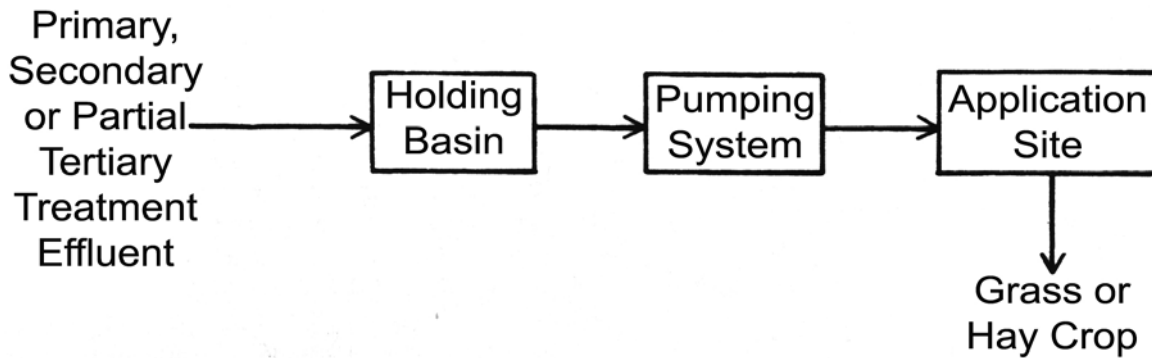 Primary,
Secondary
or Partial
Tertiary
Treatment
Effluent
Holding
Basin
Pumping
System
Application
Site
Grass or
Hay Crop